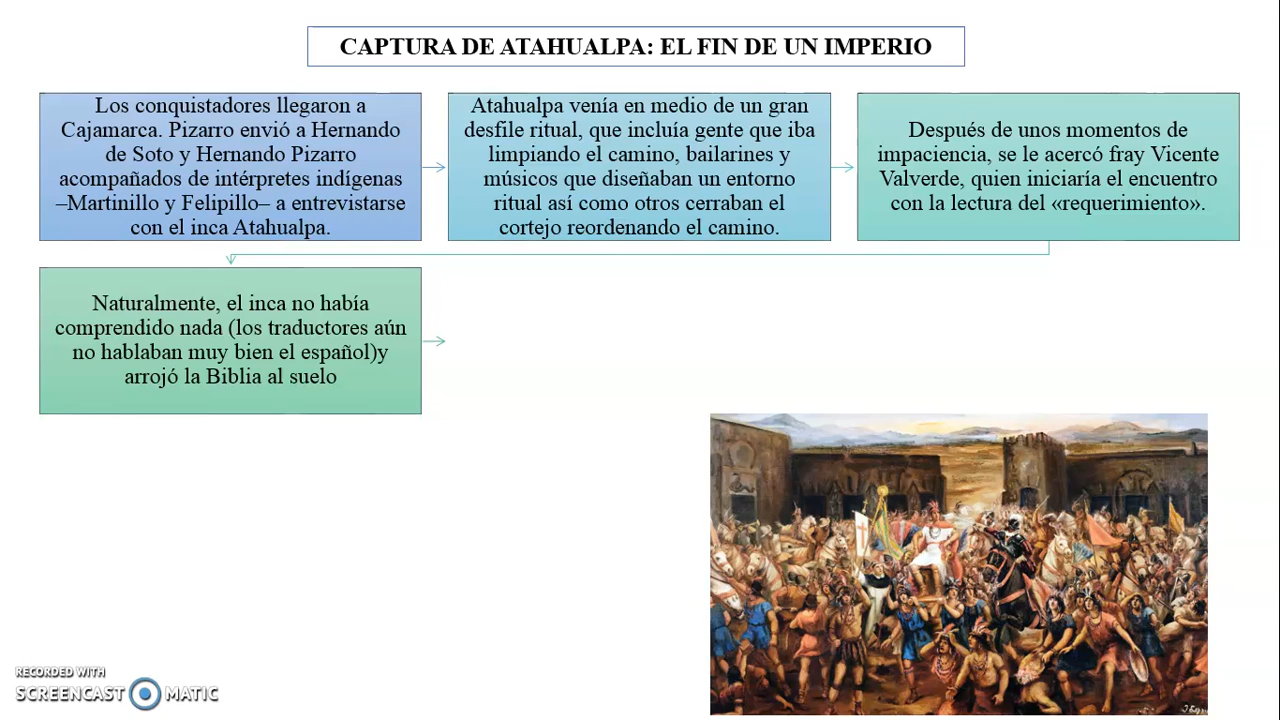 CAPTURA DE ATAHUALPA: EL FIN DE UN IMPERIO
Los conquistadores llegaron a
Cajamarca. Pizarro envió a Hernando
de Soto y Hernando Pizarro
acompañados de intérpretes indígenas
–Martinillo y Felipillo– a entrevistarse
con el inca Atahualpa.
Atahualpa venía en medio de un gran
desfile ritual, que incluía gente que iba
limpiando el camino, bailarines y
músicos que diseñaban un entorno
ritual así como otros cerraban el
cortejo reordenando el camino.
Después de unos momentos de
impaciencia, se le acercó fray Vicente
Valverde, quien iniciaría el encuentro
con la lectura del «requerimiento».
Naturalmente, el inca no había
comprendido nada (los traductores aún
no hablaban muy bien el español)y
arrojó la Biblia al suelo
RECORDED WITH
SCREENCAST MATIC